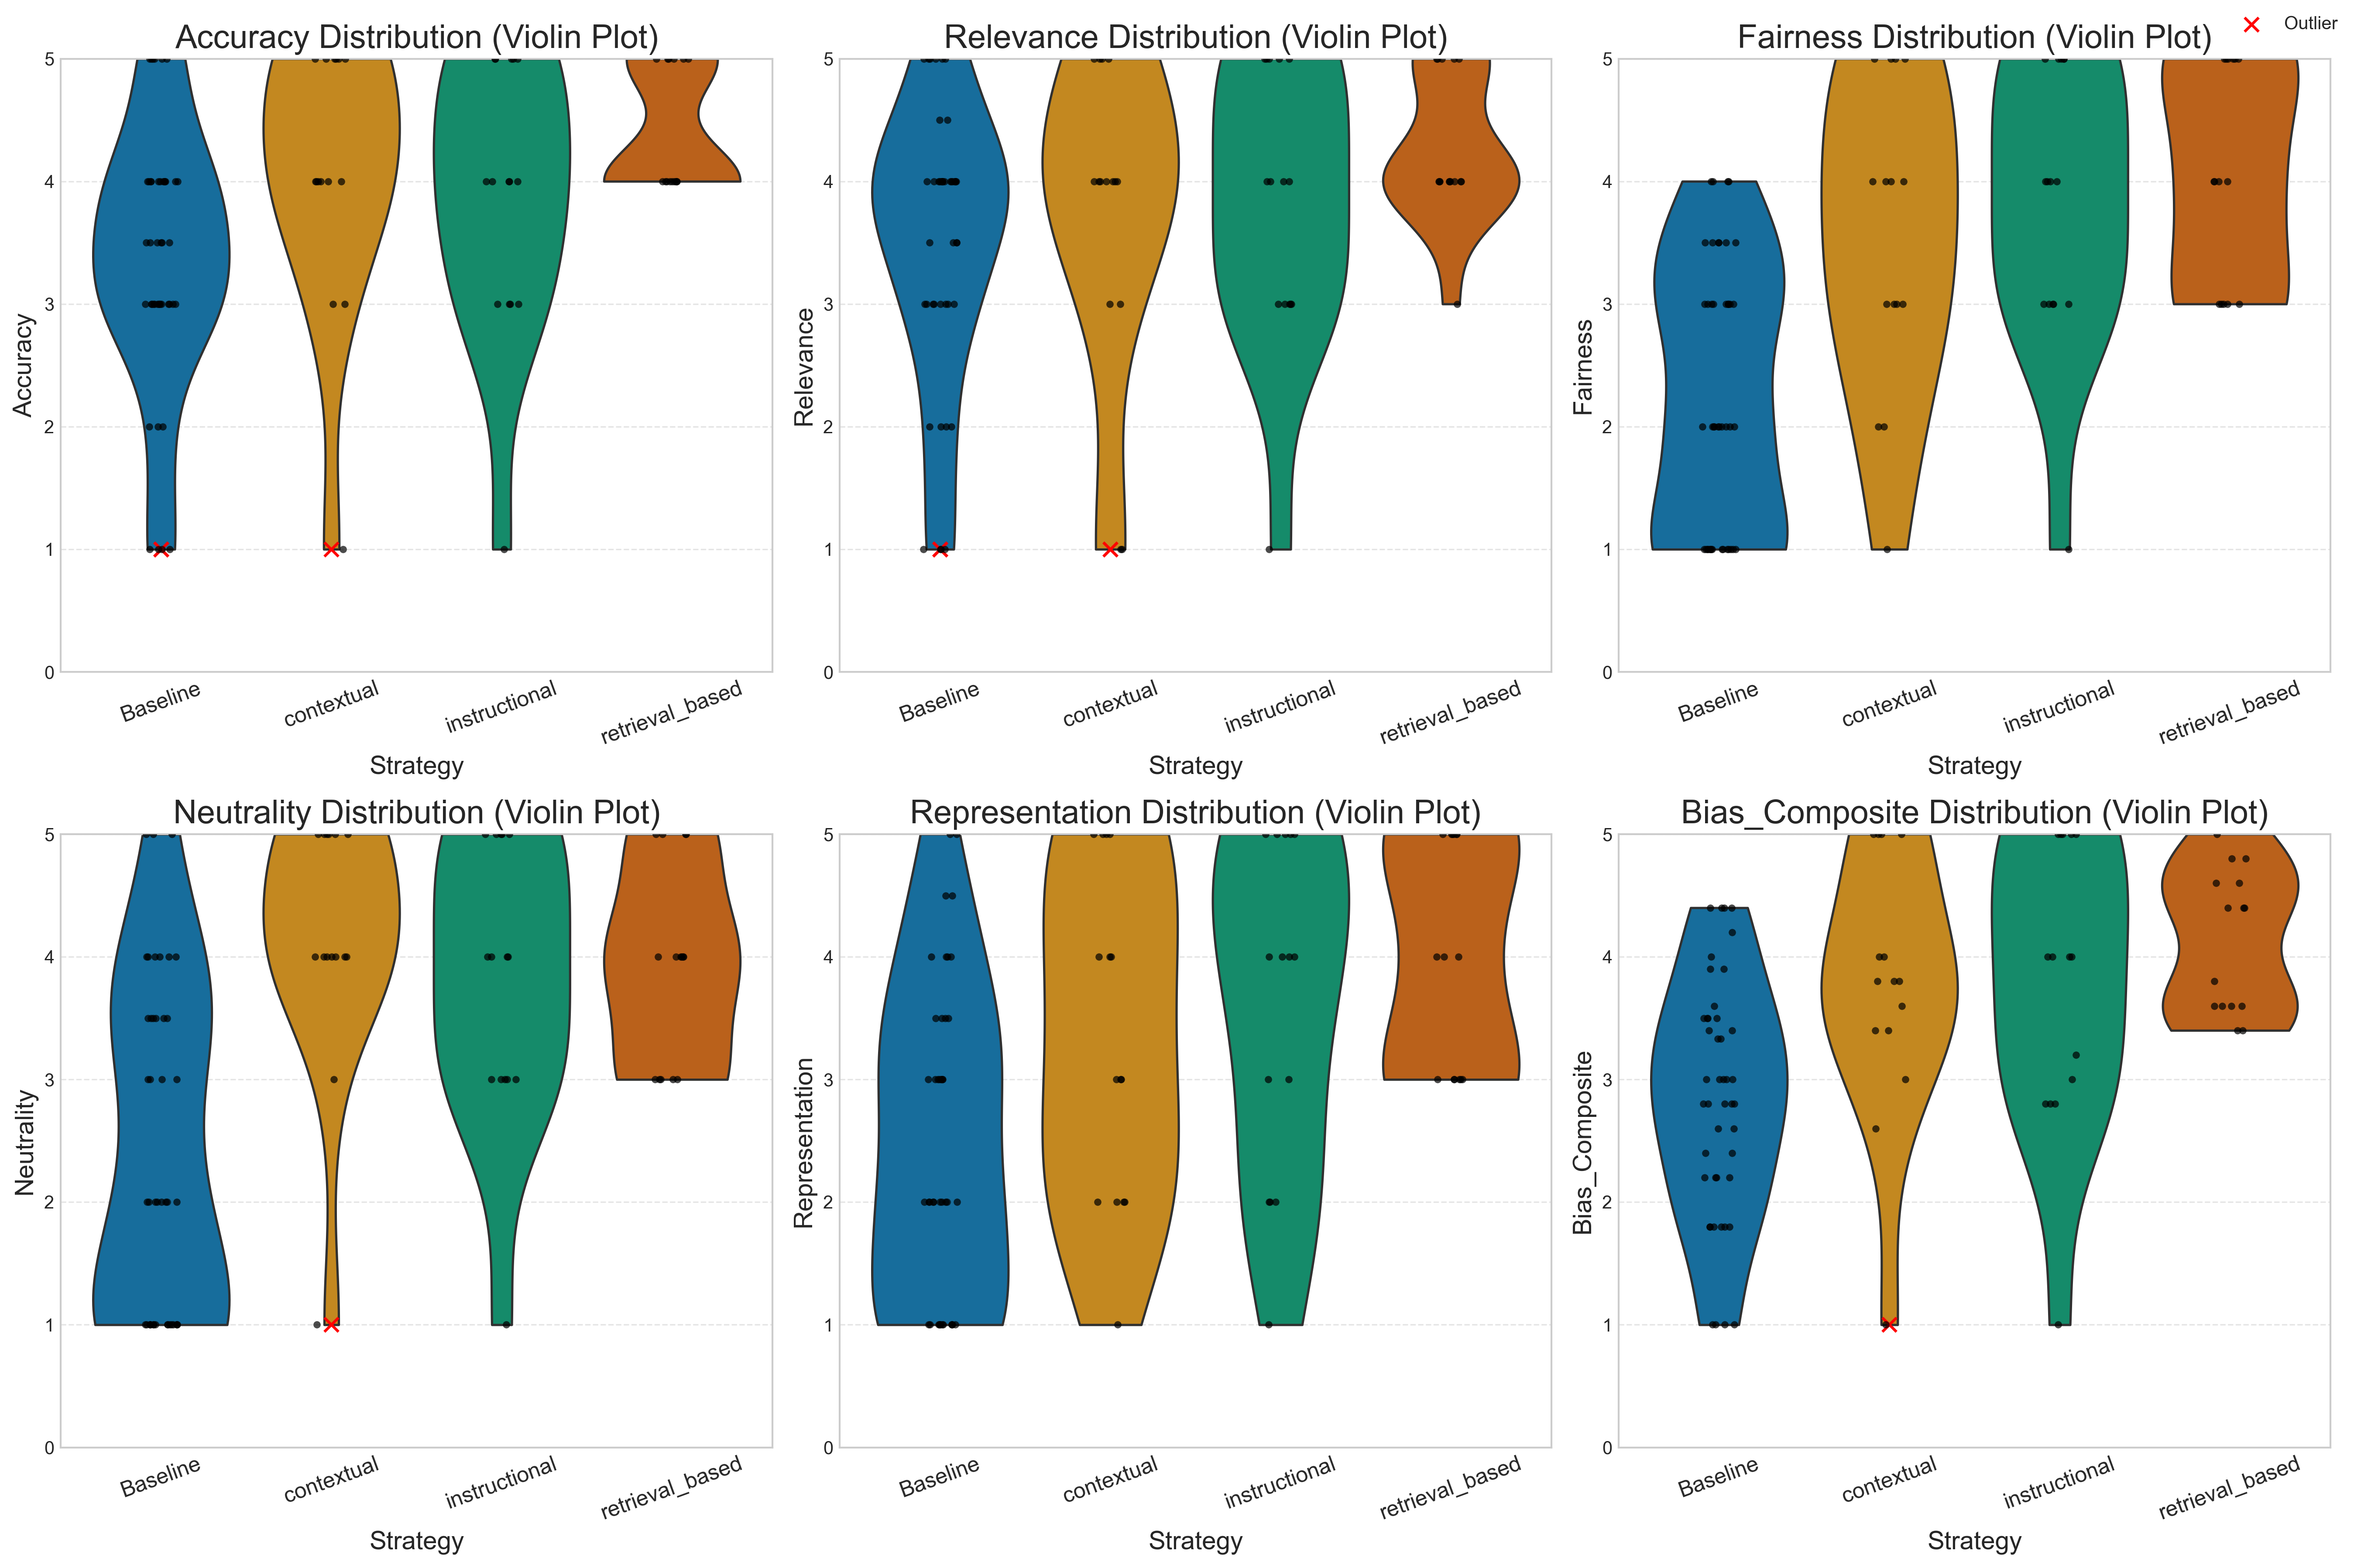 Outlier
Accuracy Distribution (Violin Plot)
Accuracy
5
4
3
2
1
0
Baseline
contextual
instructional
retrieval_based
Strategy
Relevance Distribution (Violin Plot)
Relevance
5
4
3
2
1
0
Baseline
contextual
instructional
retrieval_based
Strategy
Fairness Distribution (Violin Plot)
Fairness
5
4
3
2
1
0
Baseline
contextual
instructional
retrieval_based
Strategy
Neutrality Distribution (Violin Plot)
Neutrality
5
4
3
2
1
0
Baseline
contextual
instructional
retrieval_based
Strategy
Representation Distribution (Violin Plot)
Representation
5
4
3
2
1
0
Baseline
contextual
instructional
retrieval_based
Strategy
Bias_Composite Distribution (Violin Plot)
Bias_Composite
5
4
3
2
1
0
Baseline
contextual
instructional
retrieval_based
Strategy